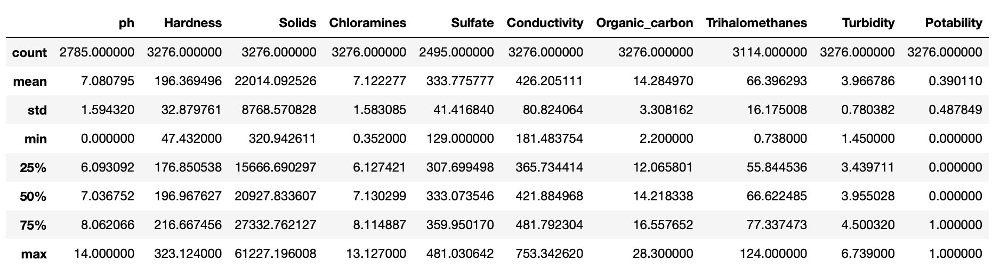 ph Hardness Solids Chloramines Sulfate Conductivity Organic_carbon Trihalomethanes Turbidity Potability
count 2785.000000 3276.000000 3276.000000 3276.000000 2495.000000 3276.000000 3276.000000 3114.000000 3276.000000 3276.000000
mean 7.080795 196.369496 22014.092526 7.122277 333.775777 426.205111 14.284970 66.396293 3.966786 0.390110
std 1.594320 32.879761 8768.570828 1.583085 41.416840 80.824064 3.308162 16.175008 0.780382 0.487849
min 0.000000 47.432000 320.942611 0.352000 129.000000 181.483754 2.200000 0.738000 1.450000 0.000000
25% 6.093092 176.850538 15666.690297 6.127421 307.699498 365.734414 12.065801 55.844536 3.439711 0.000000
50% 7.036752 196.967627 20927.833607 7.130299 333.073546 421.884968 14.218338 66.622485 3.955028 0.000000
75% 8.062066 216.667456 27332.762127 8.114887 359.950170 481.792304 16.557652 77.337473 4.500320 1.000000
max 14.000000 323.124000 61227.196008 13.127000 481.030642 753.342620 28.300000 124.000000 6.739000 1.000000